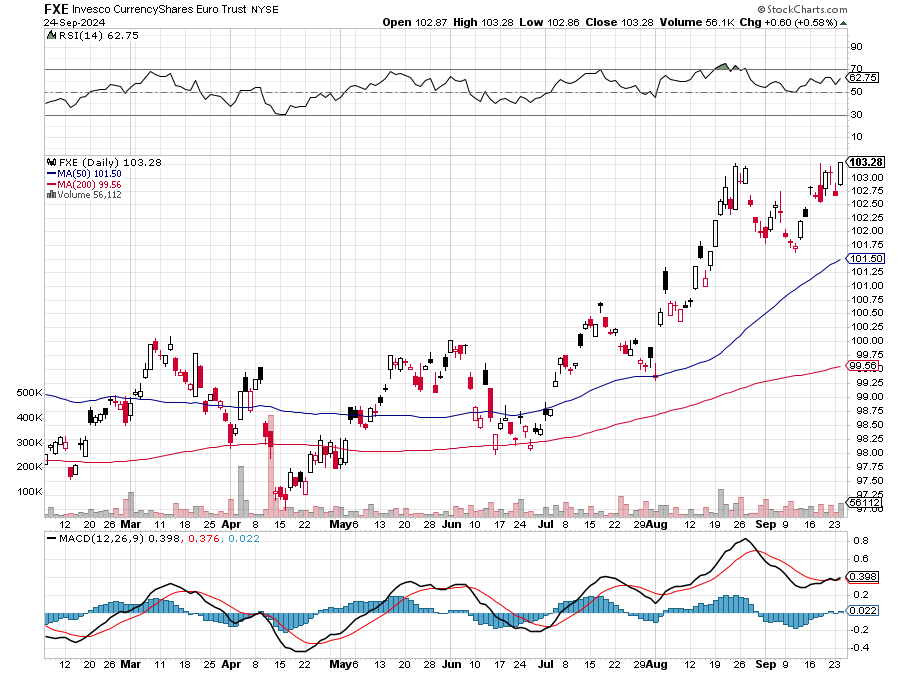 FXE Invesco CurrencyShares Euro Trust NYSE
© StockCharts.com
24-Sep-2024
Open 102.87 High 103.28 Low 102.86 Close 103.28 Volume 56.1K Chg +0.60 (+0.58%)
RSI(14) 62.75
90
70
62.75
50
30
10
FXE (Daily) 103.28
MA(50) 101.50
MA(200) 99.56
Volume 56,112
103.28
103.00
102.75
102.50
102.25
102.00
101.75
101.50
101.25
101.00
100.75
100.50
100.25
100.00
99.75
99.56
99.25
99.00
98.75
98.50
98.25
98.00
97.75
97.50
97.25
56112
97.00
500K
400K
300K
200K
100K
12 20 26 Mar 11 18 25 Apr 8 15 22 May 6 13 20 28 Jun 10 17 24 Jul 8 15 22 29 Aug 12 19 26 Sep 9 16 23
MACD(12,26,9) 0.398, 0.376, 0.022
0.8
0.6
0.398
0.2
0.022
-0.2
-0.4
12 20 26 Mar 11 18 25 Apr 8 15 22 May 6 13 20 28 Jun 10 17 24 Jul 8 15 22 29 Aug 12 19 26 Sep 9 16 23